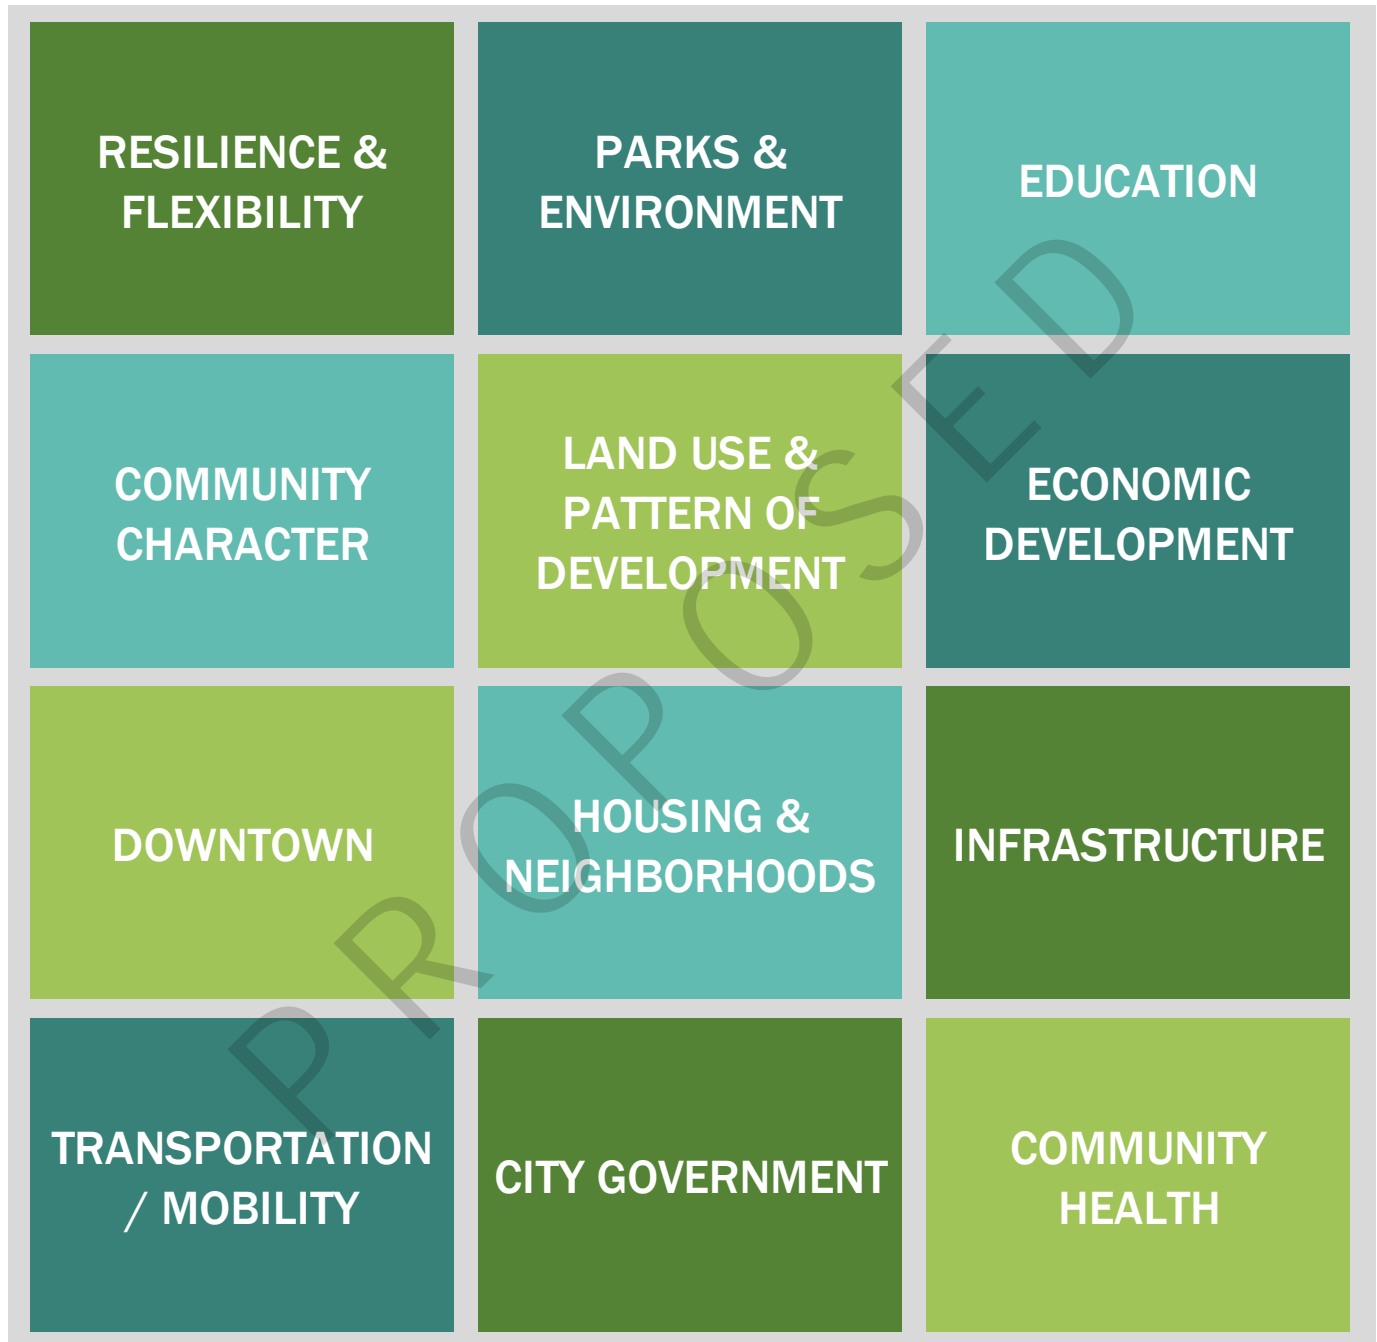 RESILIENCE &
FLEXIBILITY
PARKS &
ENVIRONMENT
EDUCATION
COMMUNITY
CHARACTER
LAND USE &
PATTERN OF
DEVELOPMENT
ECONOMIC
DEVELOPMENT
DOWNTOWN
HOUSING &
NEIGHBORHOODS
INFRASTRUCTURE
TRANSPORTATION
/ MOBILITY
CITY GOVERNMENT
COMMUNITY
HEALTH
PROPOSED